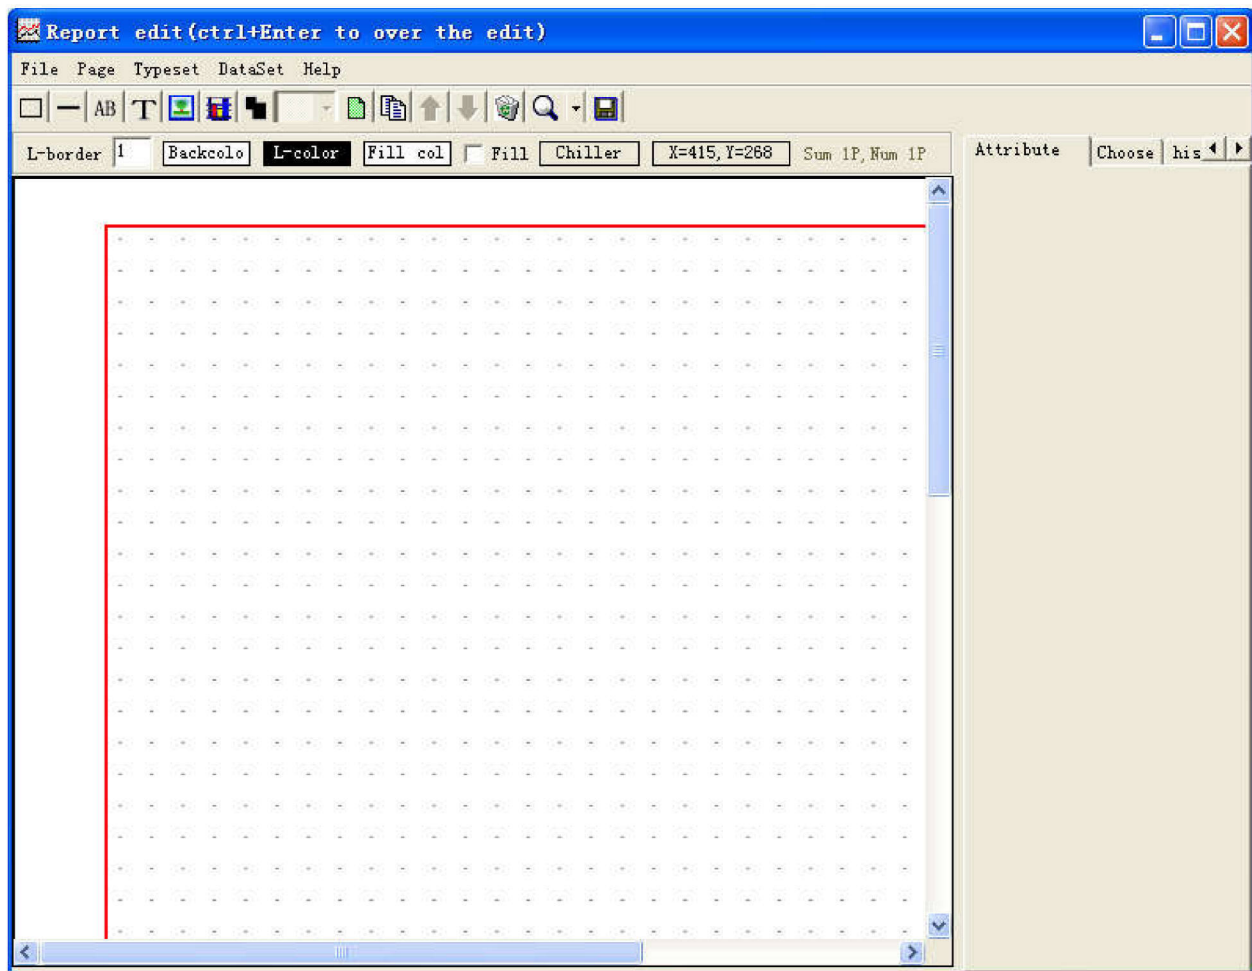 Report edit(ctrl+Enter to over the edit)
File Page Typeset DataSet Help
AB T
L-border 1 Backcolo L-color Fill col Fill Chiller X=415,Y=268 Sum 1P,Num 1P Attribute Choose his